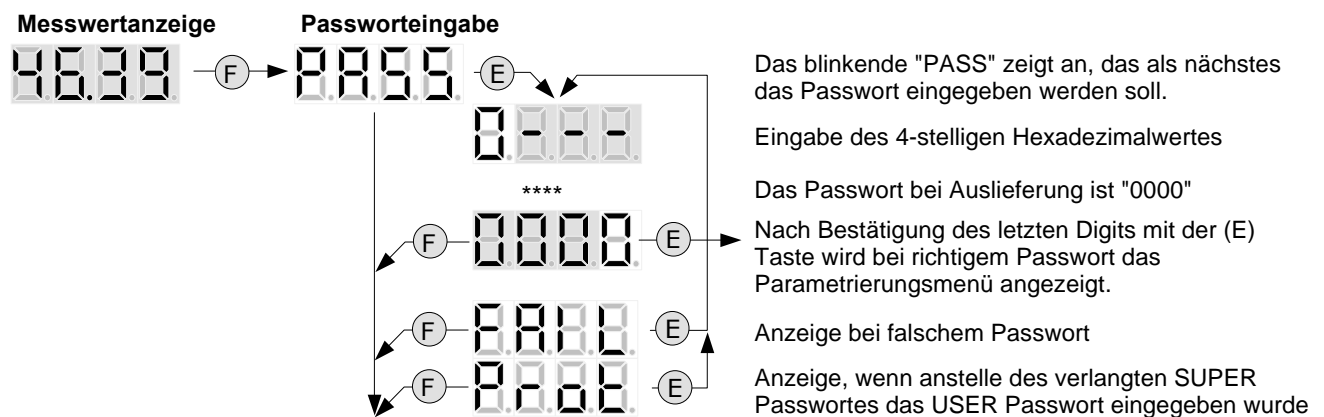 Messwertanzeige Passworteingabe
46.39 F PASS E Das blinkende "PASS" zeigt an, das als nächstes
das Passwort eingegeben werden soll.
0--- Eingabe des 4-stelligen Hexadezimalwertes
**** Das Passwort bei Auslieferung ist "0000"
F 0000 E Nach Bestätigung des letzten Digits mit der (E)
Taste wird bei richtigem Passwort das
Parametrierungsmenü angezeigt.
F FAIL E Anzeige bei falschem Passwort
F Prot E Anzeige, wenn anstelle des verlangten SUPER
Passwortes das USER Passwort eingegeben wurde